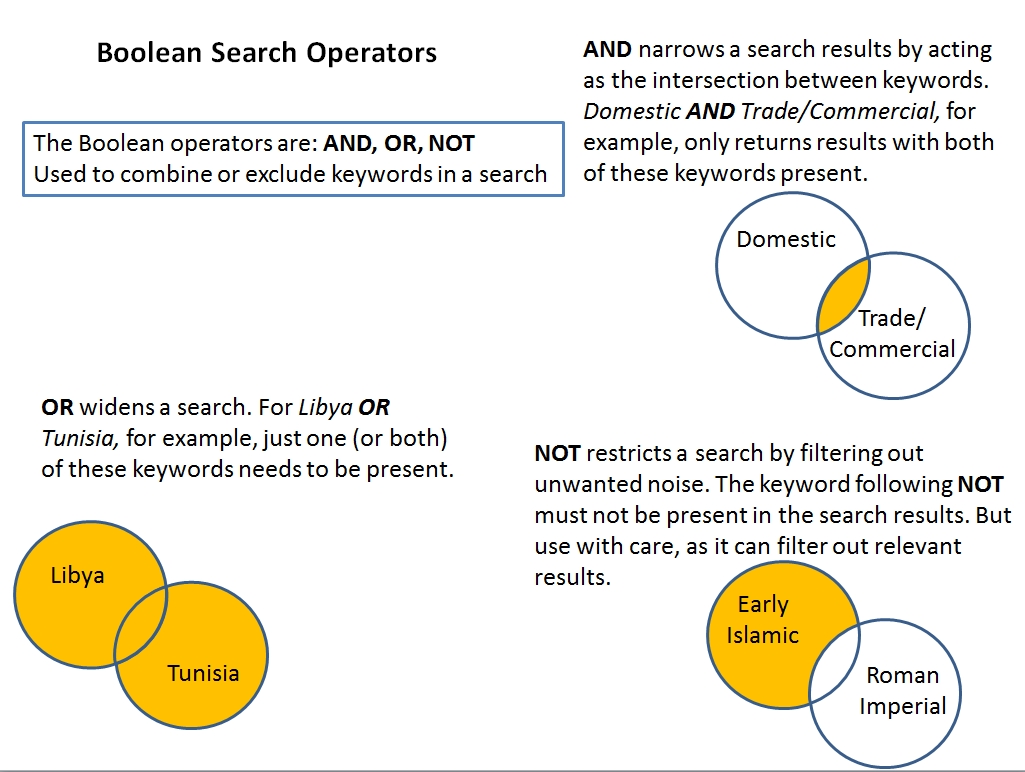 Boolean Search Operators
The Boolean operators are: AND, OR, NOT
Used to combine or exclude keywords in a search
AND narrows a search results by acting
as the intersection between keywords.
Domestic AND Trade/Commercial, for
example, only returns results with both
of these keywords present.
Domestic
Trade/
Commercial
OR widens a search. For Libya OR
Tunisia, for example, just one (or both)
of these keywords needs to be present.
Libya
Tunisia
NOT restricts a search by filtering out
unwanted noise. The keyword following NOT
must not be present in the search results. But
use with care, as it can filter out relevant
results.
Early
Islamic
Roman
Imperial